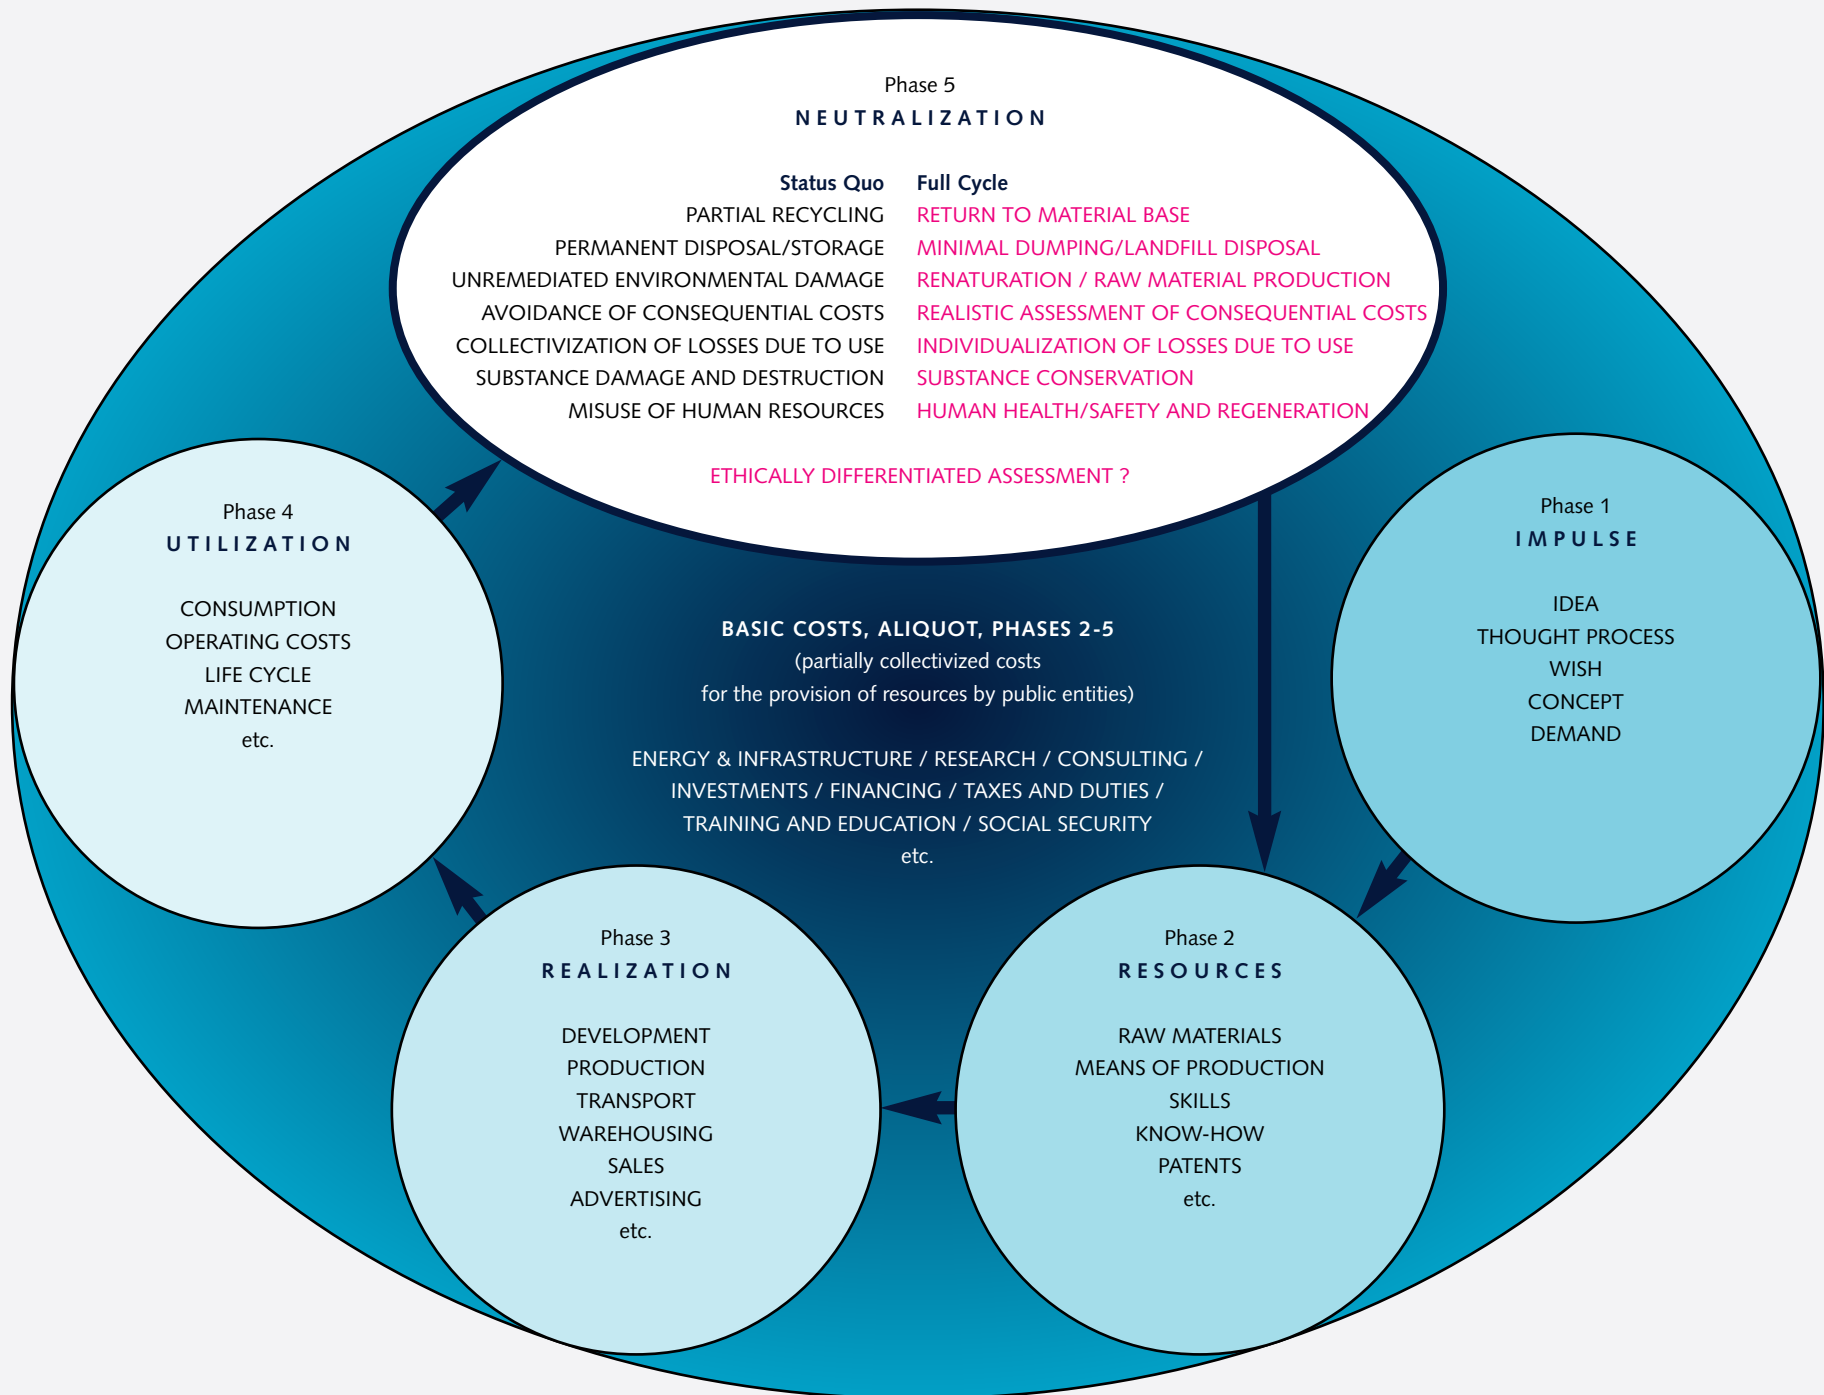 Phase 5
NEUTRALIZATION
Status Quo Full Cycle
PARTIAL RECYCLING RETURN TO MATERIAL BASE
PERMANENT DISPOSAL/STORAGE MINIMAL DUMPING/LANDFILL DISPOSAL
UNREMEDIATED ENVIRONMENTAL DAMAGE RENATURATION / RAW MATERIAL PRODUCTION
AVOIDANCE OF CONSEQUENTIAL COSTS REALISTIC ASSESSMENT OF CONSEQUENTIAL COSTS
COLLECTIVIZATION OF LOSSES DUE TO USE INDIVIDUALIZATION OF LOSSES DUE TO USE
SUBSTANCE DAMAGE AND DESTRUCTION SUBSTANCE CONSERVATION
MISUSE OF HUMAN RESOURCES HUMAN HEALTH/SAFETY AND REGENERATION
ETHICALLY DIFFERENTIATED ASSESSMENT ?
Phase 1
IMPULSE
IDEA
THOUGHT PROCESS
WISH
CONCEPT
DEMAND
Phase 2
RESOURCES
RAW MATERIALS
MEANS OF PRODUCTION
SKILLS
KNOW-HOW
PATENTS
etc.
Phase 3
REALIZATION
DEVELOPMENT
PRODUCTION
TRANSPORT
WAREHOUSING
SALES
ADVERTISING
etc.
Phase 4
UTILIZATION
CONSUMPTION
OPERATING COSTS
LIFE CYCLE
MAINTENANCE
etc.
BASIC COSTS, ALIQUOT, PHASES 2-5
(partially collectivized costs
for the provision of resources by public entities)
ENERGY & INFRASTRUCTURE / RESEARCH / CONSULTING /
INVESTMENTS / FINANCING / TAXES AND DUTIES /
TRAINING AND EDUCATION / SOCIAL SECURITY
etc.